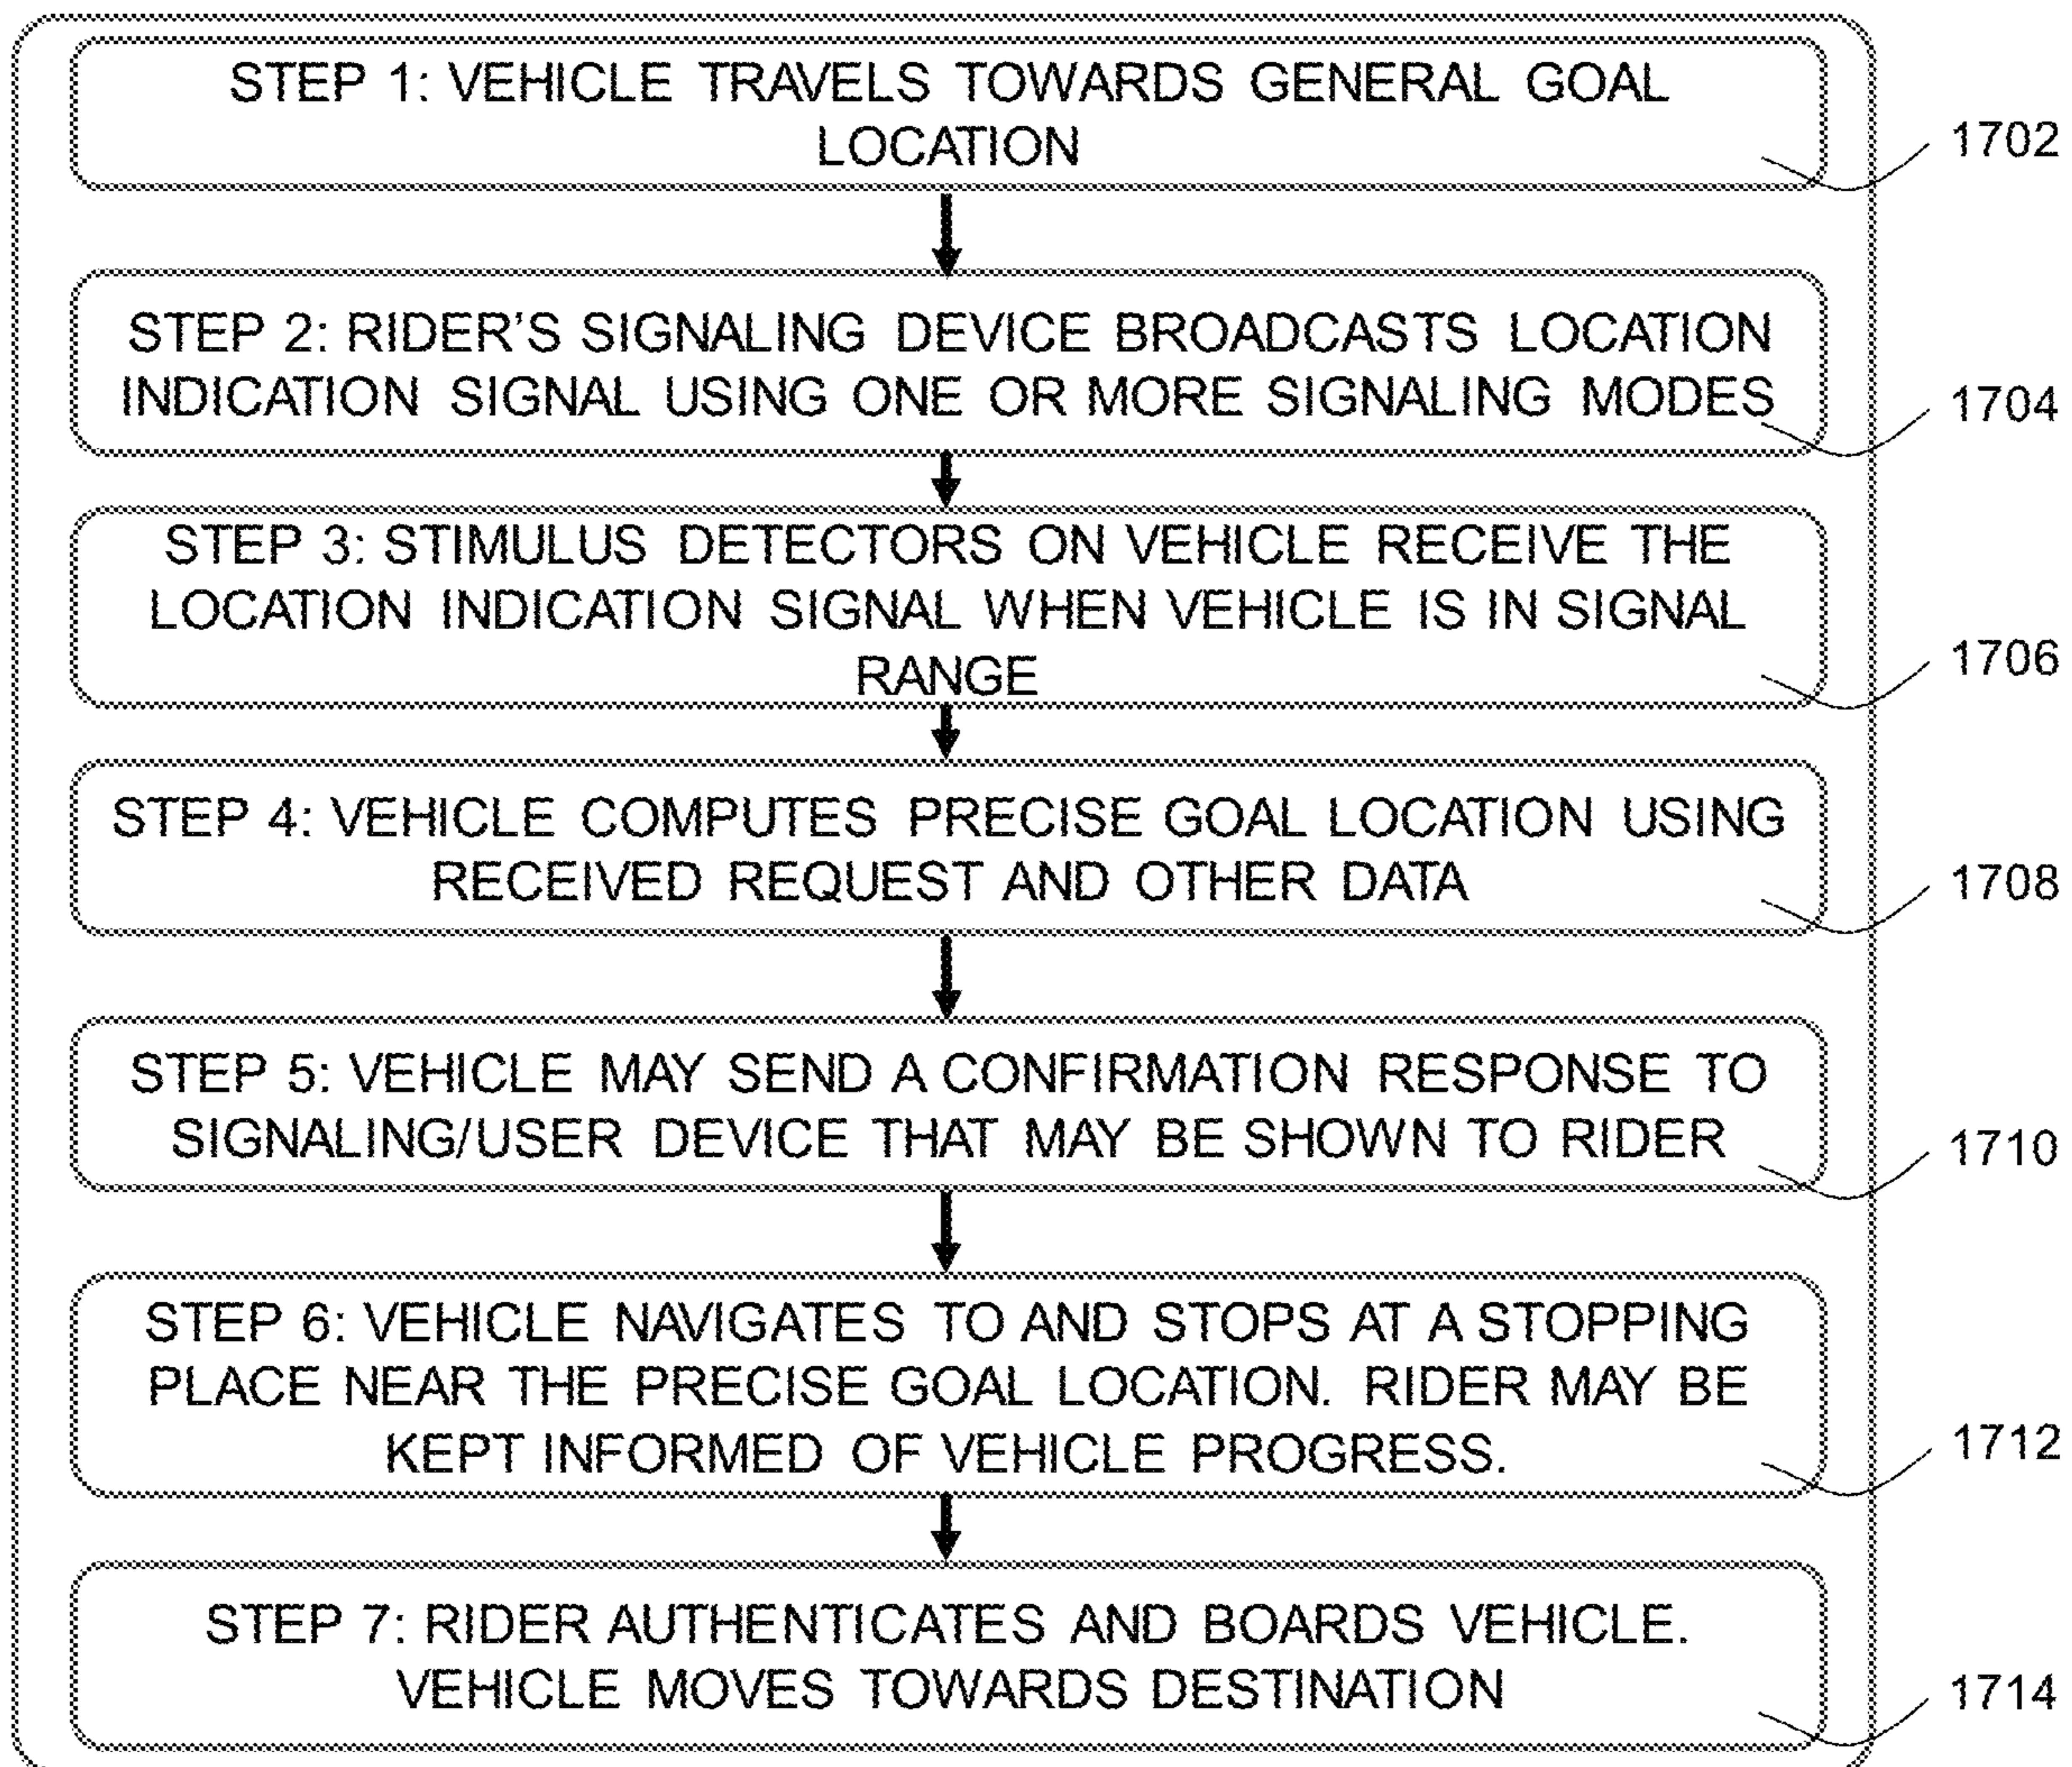 STEP 1: VEHICLE TRAVELS TOWARDS GENERAL GOAL
LOCATION
1702
STEP 2: RIDER'S SIGNALING DEVICE BROADCASTS LOCATION
INDICATION SIGNAL USING ONE OR MORE SIGNALING MODES
1704
STEP 3: STIMULUS DETECTORS ON VEHICLE RECEIVE THE
LOCATION INDICATION SIGNAL WHEN VEHICLE IS IN SIGNAL
RANGE
1706
STEP 4: VEHICLE COMPUTES PRECISE GOAL LOCATION USING
RECEIVED REQUEST AND OTHER DATA
1708
STEP 5: VEHICLE MAY SEND A CONFIRMATION RESPONSE TO
SIGNALING/USER DEVICE THAT MAY BE SHOWN TO RIDER
1710
STEP 6: VEHICLE NAVIGATES TO AND STOPS AT A STOPPING
PLACE NEAR THE PRECISE GOAL LOCATION. RIDER MAY BE
KEPT INFORMED OF VEHICLE PROGRESS.
1712
STEP 7: RIDER AUTHENTICATES AND BOARDS VEHICLE.
VEHICLE MOVES TOWARDS DESTINATION
1714